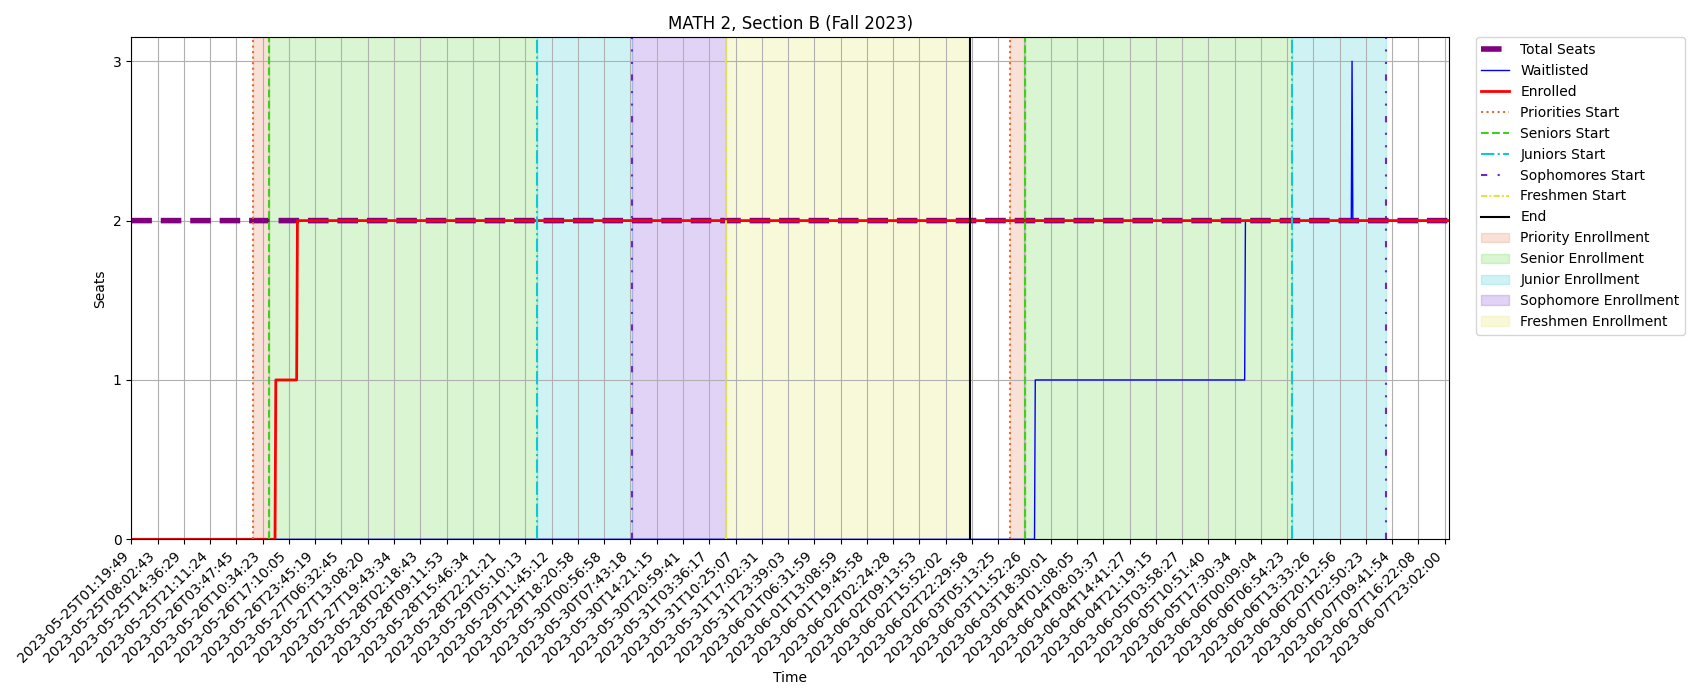 MATH 2, Section B (Fall 2023)
Seats
3
2
1
0
2023-05-25T01:19:49
2023-05-25T08:02:43
2023-05-25T14:36:29
2023-05-25T21:11:24
2023-05-26T03:47:45
2023-05-26T10:34:23
2023-05-26T17:10:05
2023-05-26T23:45:19
2023-05-27T06:32:45
2023-05-27T13:08:20
2023-05-27T19:43:34
2023-05-28T02:18:43
2023-05-28T09:11:53
2023-05-28T15:46:34
2023-05-28T22:21:21
2023-05-29T05:10:13
2023-05-29T11:45:12
2023-05-29T18:20:58
2023-05-30T00:56:58
2023-05-30T07:43:18
2023-05-30T14:21:15
2023-05-30T20:59:41
2023-05-31T03:36:17
2023-05-31T10:25:07
2023-05-31T17:02:31
2023-05-31T23:39:03
2023-06-01T06:31:59
2023-06-01T13:08:59
2023-06-01T19:45:58
2023-06-02T02:24:28
2023-06-02T09:13:53
2023-06-02T15:52:02
2023-06-02T22:29:58
2023-06-03T05:13:25
2023-06-03T11:52:26
2023-06-03T18:30:01
2023-06-04T01:08:05
2023-06-04T08:03:37
2023-06-04T14:41:27
2023-06-04T21:19:15
2023-06-05T03:58:27
2023-06-05T10:51:40
2023-06-05T17:30:34
2023-06-06T00:09:04
2023-06-06T06:54:23
2023-06-06T13:33:26
2023-06-06T20:12:56
2023-06-07T02:50:23
2023-06-07T09:41:54
2023-06-07T16:22:08
2023-06-07T23:02:00
Time
Total Seats
Waitlisted
Enrolled
Priorities Start
Seniors Start
Juniors Start
Sophomores Start
Freshmen Start
End
Priority Enrollment
Senior Enrollment
Junior Enrollment
Sophomore Enrollment
Freshmen Enrollment